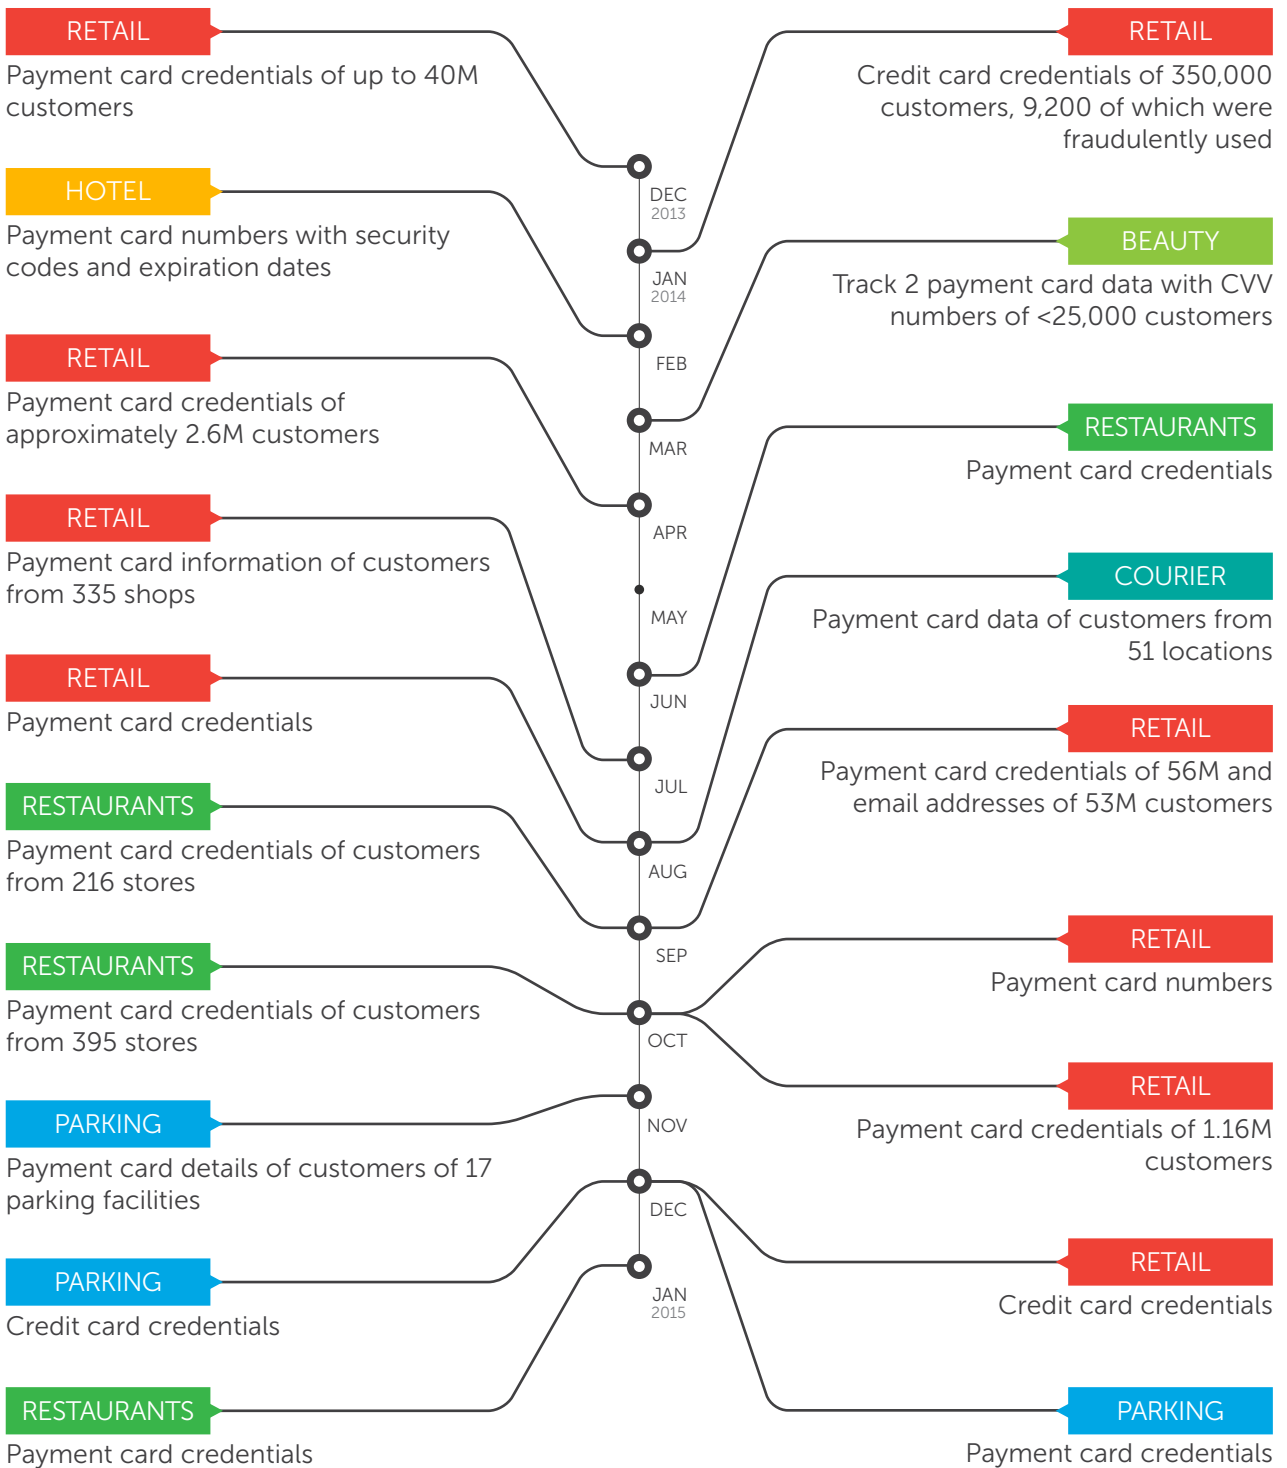 RETAIL
Payment card credentials of up to 40M
customers
HOTEL
Payment card numbers with security
codes and expiration dates
RETAIL
Payment card credentials of
approximately 2.6M customers
RETAIL
Payment card information of customers
from 335 shops
RETAIL
Payment card credentials
RESTAURANTS
Payment card credentials of customers
from 216 stores
RESTAURANTS
Payment card credentials of customers
from 395 stores
PARKING
Payment card details of customers of 17
parking facilities
PARKING
Credit card credentials
RESTAURANTS
Payment card credentials
DEC
2013
JAN
2014
FEB
MAR
APR
MAY
JUN
JUL
AUG
SEP
OCT
NOV
DEC
JAN
2015
RETAIL
Credit card credentials of 350,000
customers, 9,200 of which were
fraudulently used
BEAUTY
Track 2 payment card data with CVV
numbers of <25,000 customers
RESTAURANTS
Payment card credentials
COURIER
Payment card data of customers from
51 locations
RETAIL
Payment card credentials of 56M and
email addresses of 53M customers
RETAIL
Payment card numbers
RETAIL
Payment card credentials of 1.16M
customers
RETAIL
Credit card credentials
PARKING
Payment card credentials